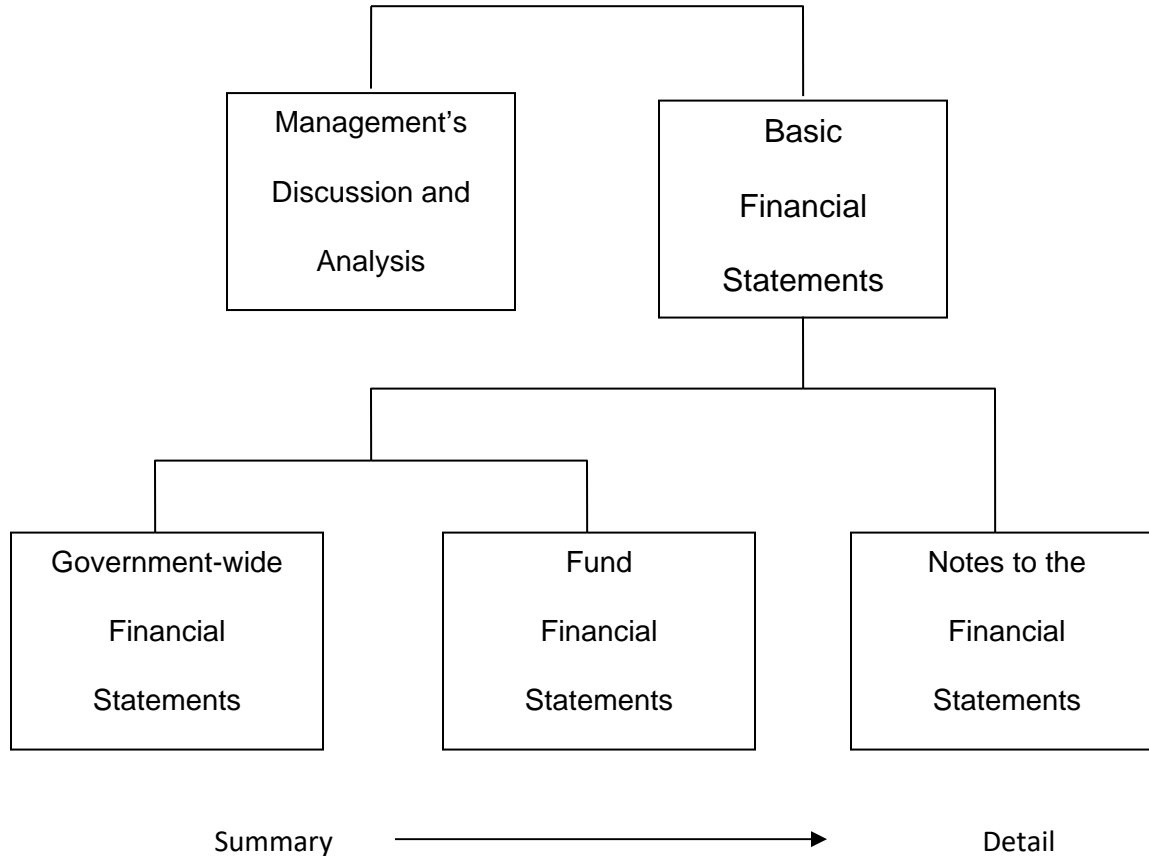 Management’s
Discussion and
Analysis
Basic
Financial
Statements
Government-wide
Financial
Statements
Fund
Financial
Statements
Notes to the
Financial
Statements
Summary
Detail